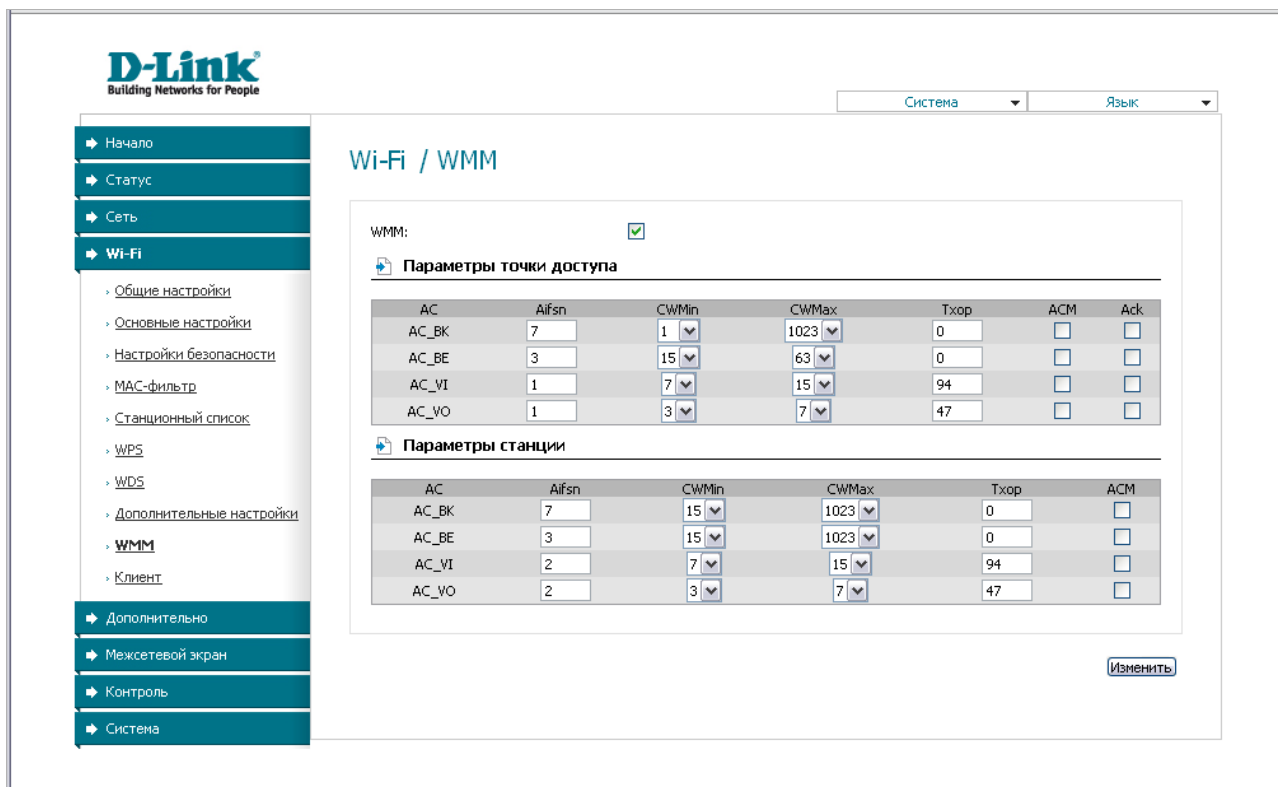 D-Link
Building Networks for People
Система Язык
Начало
Статус
Сеть
Wi-Fi
Общие настройки
Основные настройки
Настройки безопасности
MAC-фильтр
Станционный список
WPS
WDS
Дополнительные настройки
WMM
Клиент
Дополнительно
Межсетевой экран
Контроль
Система
Wi-Fi / WMM
WMM:
Параметры точки доступа
AC Aifsn CWMin CWMax Txop ACM Ack
AC_BK 7 1 1023 0
AC_BE 3 15 63 0
AC_VI 1 7 15 94
AC_VO 1 3 7 47
Параметры станции
AC Aifsn CWMin CWMax Txop ACM
AC_BK 7 15 1023 0
AC_BE 3 15 1023 0
AC_VI 2 7 15 94
AC_VO 2 3 7 47
Изменить